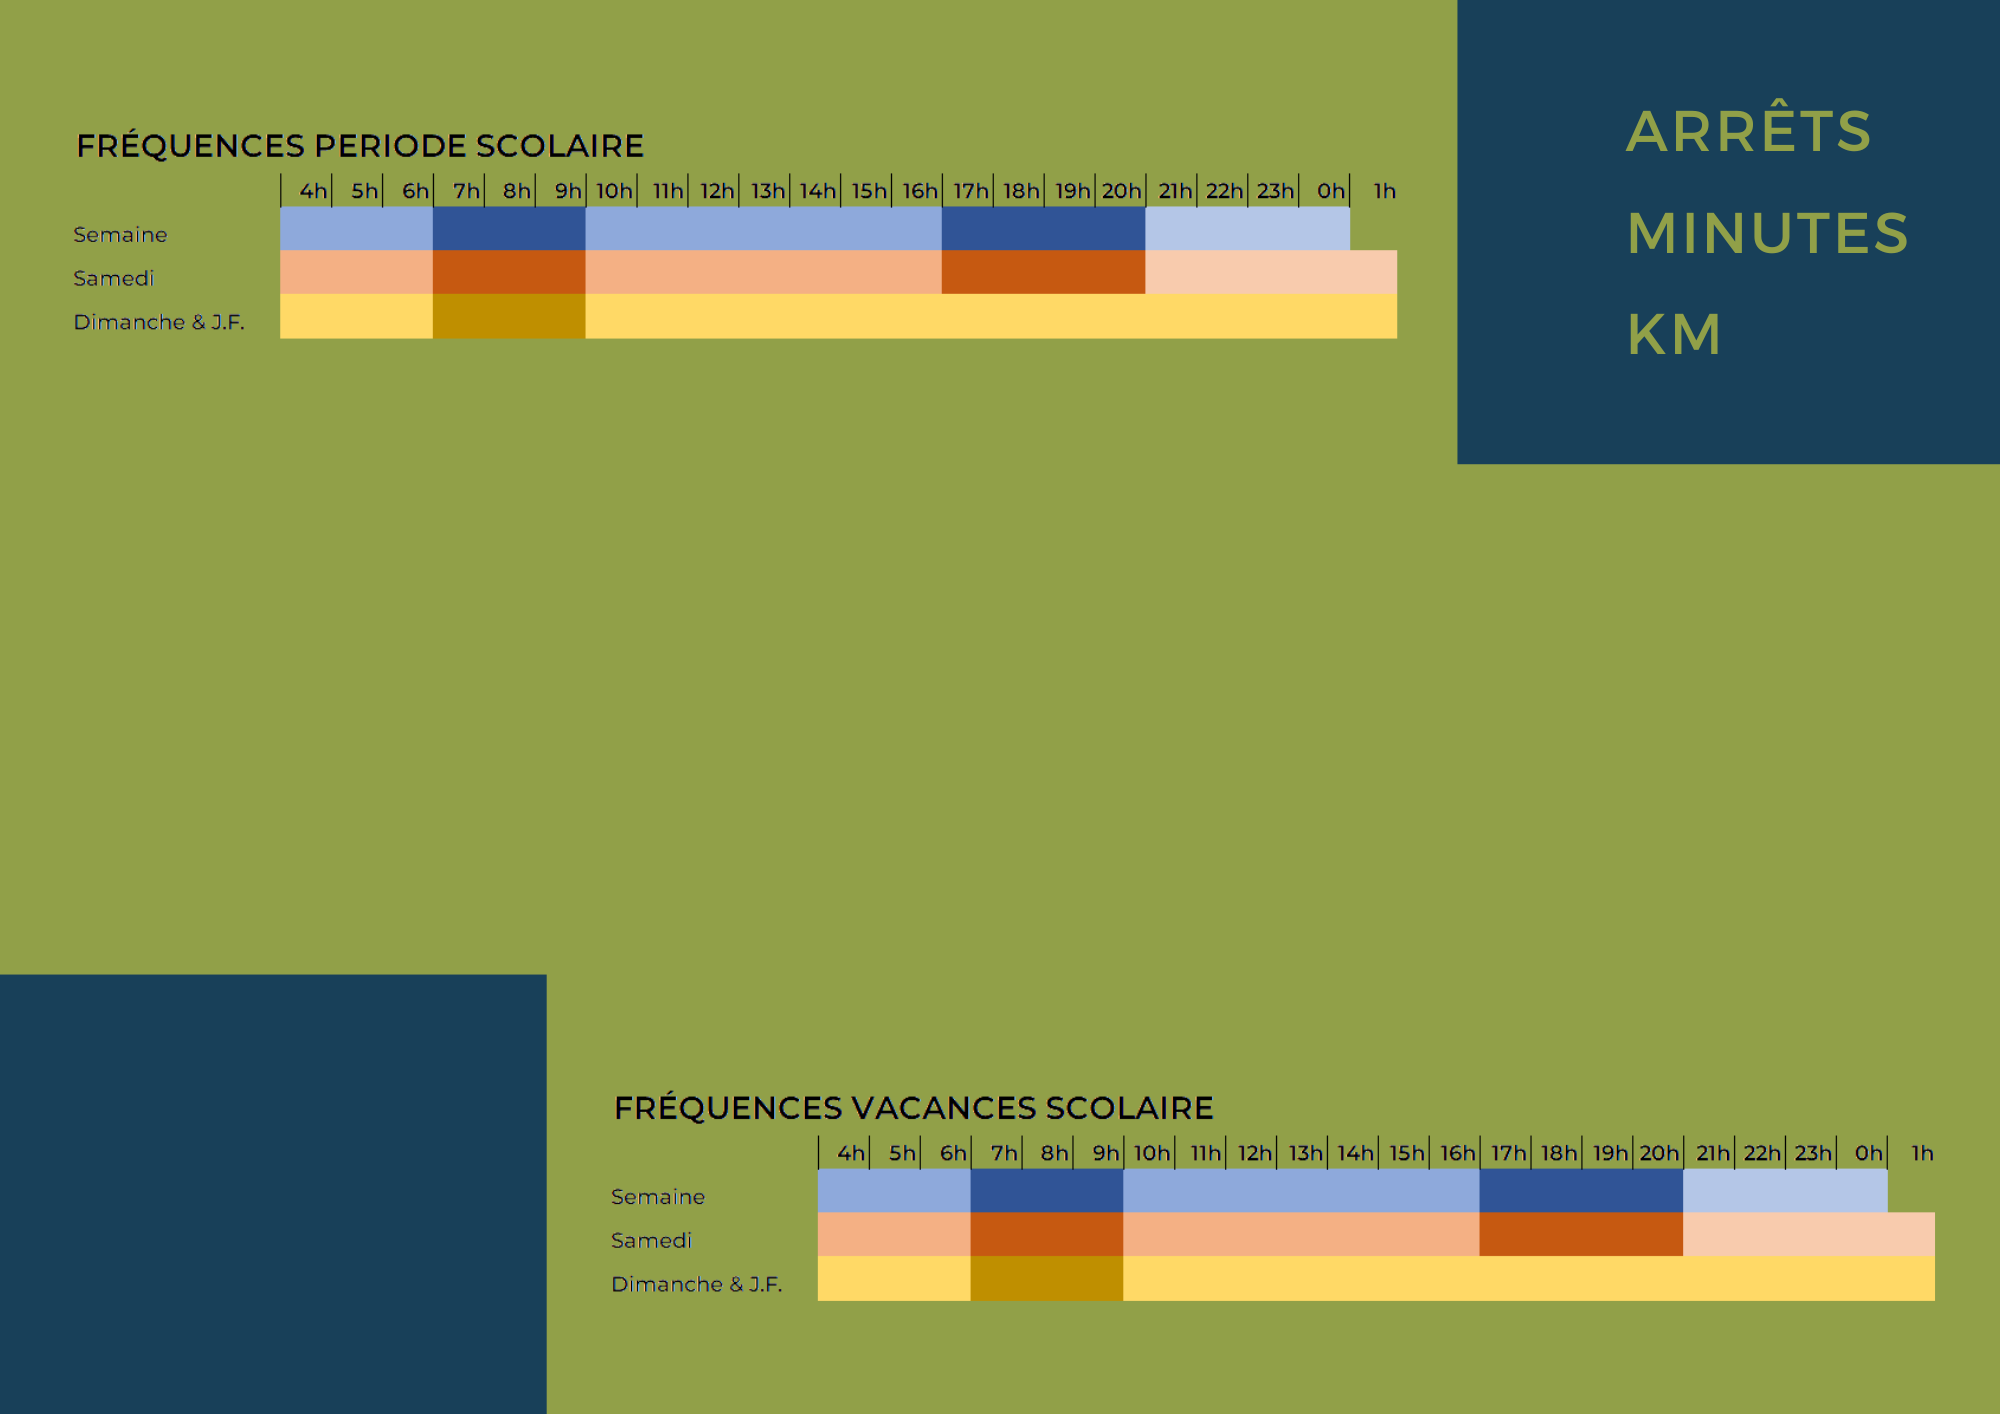 FRÉQUENCES PERIODE SCOLAIRE
4h 5h 6h 7h 8h 9h 10h 11h 12h 13h 14h 15h 16h 17h 18h 19h 20h 21h 22h 23h 0h 1h
Semaine
Samedi
Dimanche & J.F.
ARRÊTS
MINUTES
KM
FRÉQUENCES VACANCES SCOLAIRE
4h 5h 6h 7h 8h 9h 10h 11h 12h 13h 14h 15h 16h 17h 18h 19h 20h 21h 22h 23h 0h 1h
Semaine
Samedi
Dimanche & J.F.